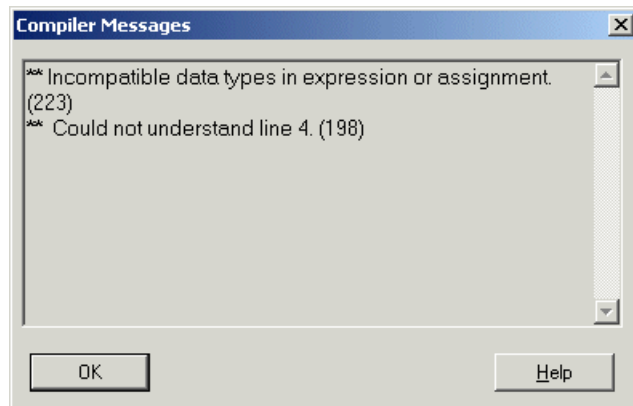 Compiler Messages
** Incompatible data types in expression or assignment.
(223)
** Could not understand line 4. (198)
OK
Help